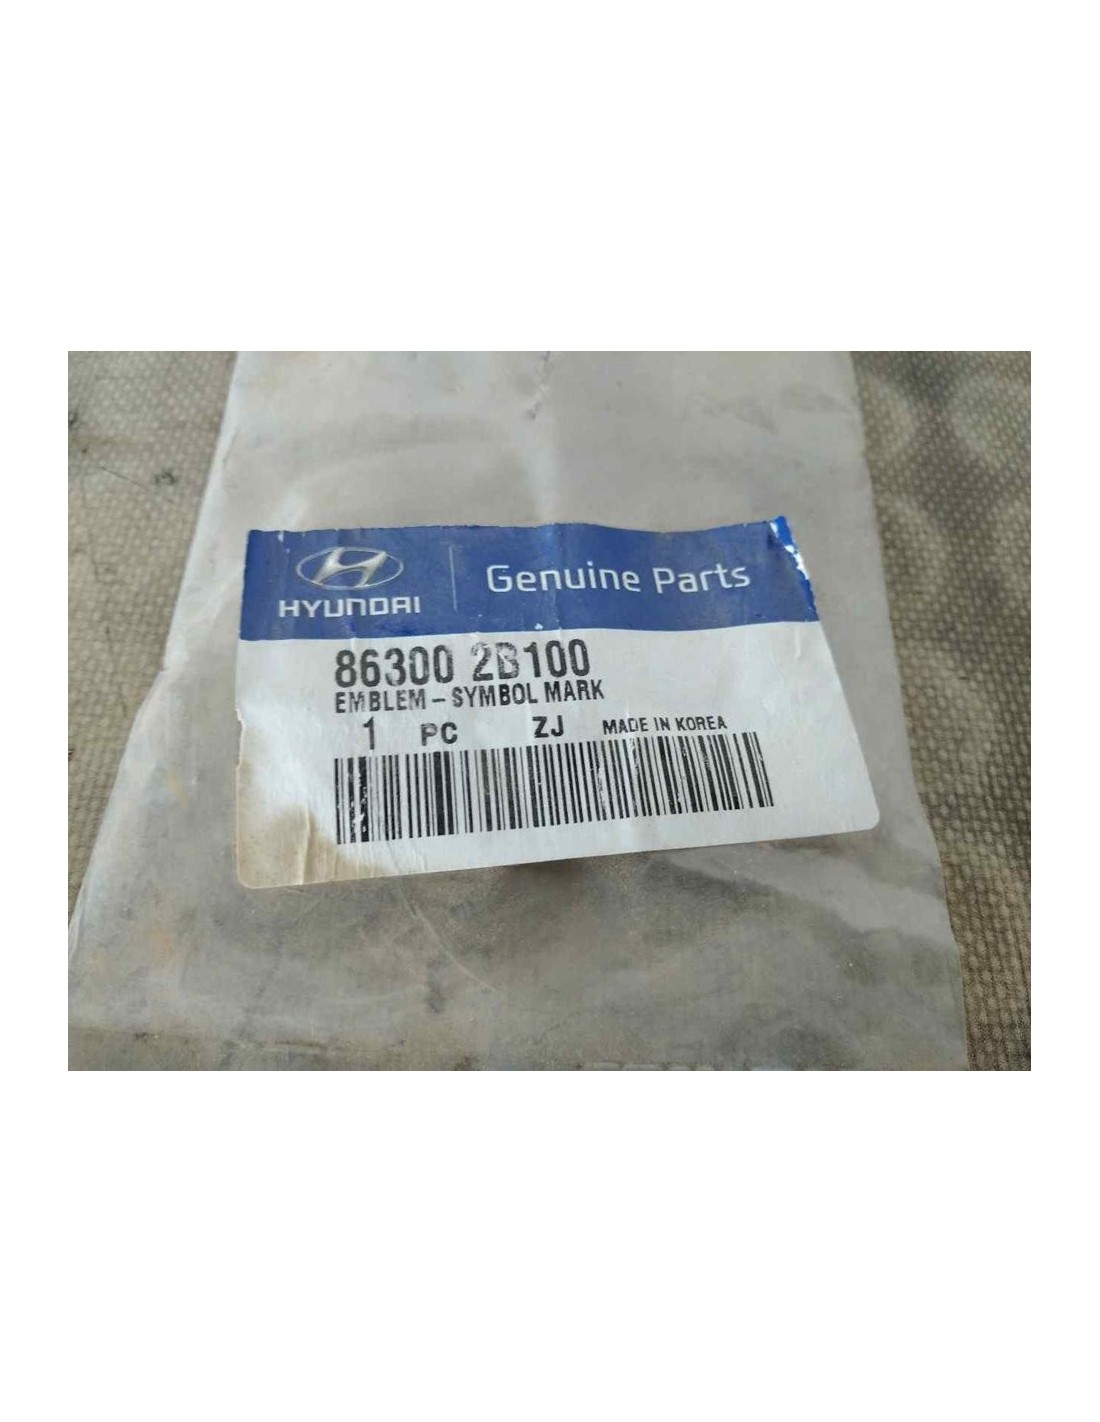 HYUNDAI Genuine Parts
86300 2B100
EMBLEM – SYMBOL MARK
1 PC ZJ MADE IN KOREA